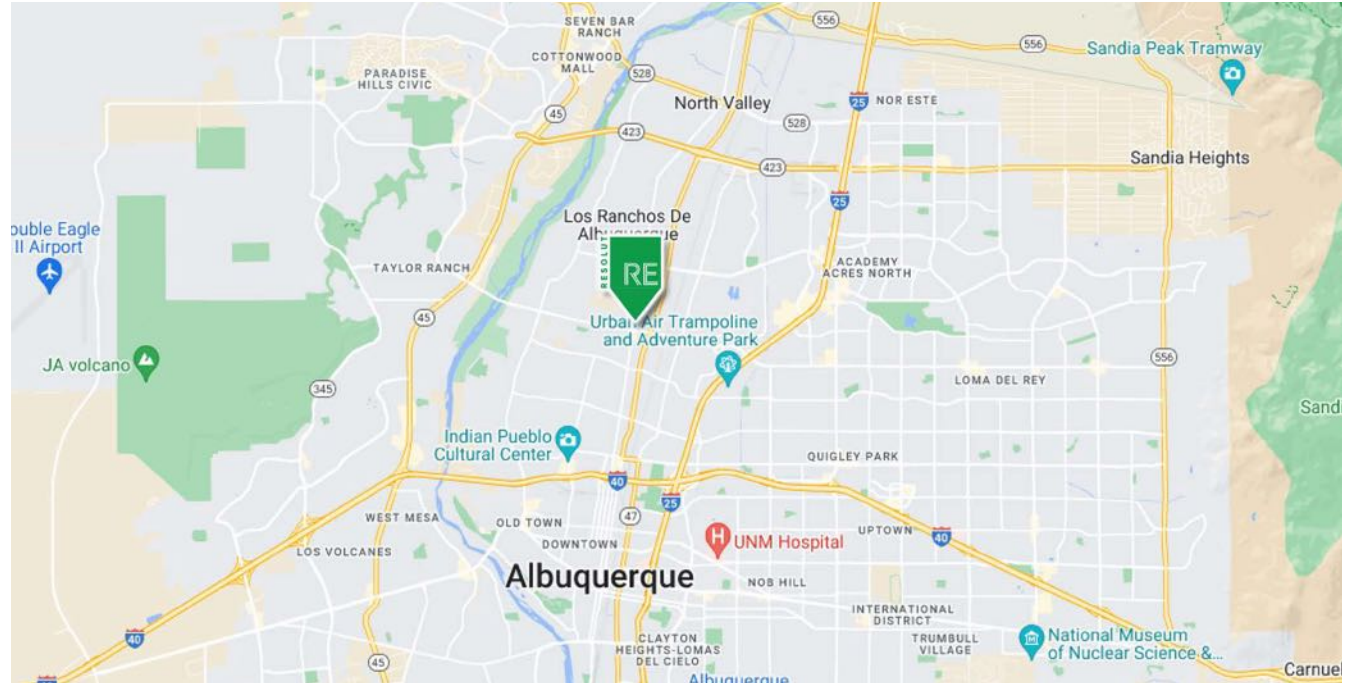 SEVEN BAR
RANCH
556
556
Sandia Peak Tramway
COTTONWOOD
MALL
PARADISE
HILLS CIVIC
528
North Valley
25
NOR ESTE
45
423
528
423
Sandia Heights
25
Los Ranchos De
Albuquerque
ouble Eagle
II Airport
RESOLUT
RE
TAYLOR RANCH
ACADEMY
ACRES NORTH
45
Urban Air Trampoline
and Adventure Park
JA volcano
556
345
LOMA DEL REY
Sand
Indian Pueblo
Cultural Center
QUIGLEY PARK
40
25
WEST MESA
OLD TOWN
47
UPTOWN
40
LOS VOLCANES
DOWNTOWN
UNM Hospital
Albuquerque
NOB HILL
INTERNATIONAL
DISTRICT
40
CLAYTON
HEIGHTS-LOMAS
DEL CIELO
TRUMBULL
VILLAGE
National Museum
of Nuclear Science &...
45
Carnuel
Albuquerque